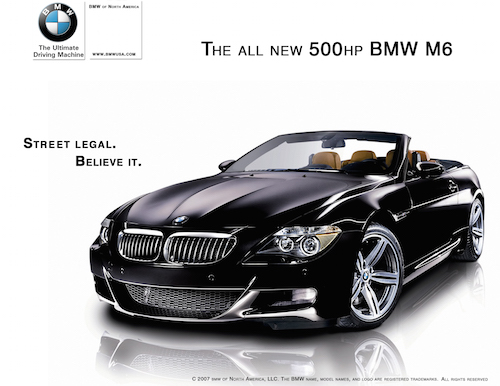 BMW
BMW of North America
The Ultimate
Driving Machine
www.bmwusa.com
The all new 500hp BMW M6
Street legal.
Believe it.
© 2007 bmw of North America, LLC. The BMW name, model names, and logo are registered trademarks. All rights reserved